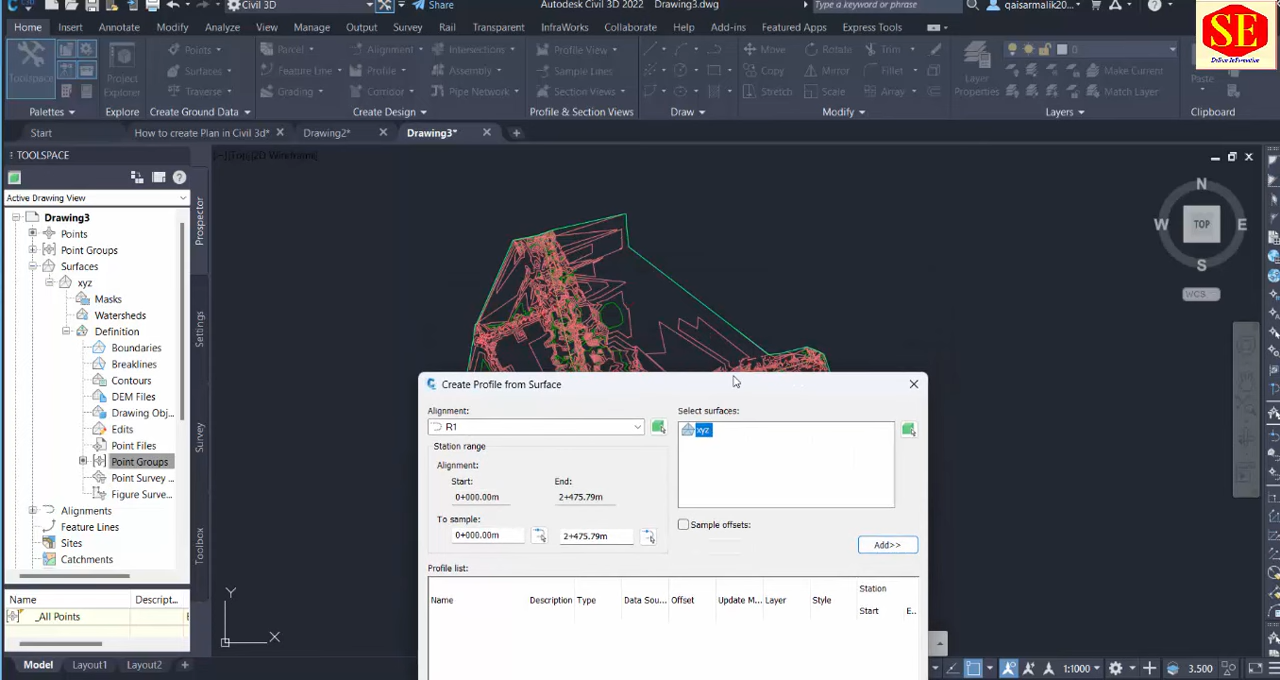 Civil 3D
Share
Autodesk Civil 3D 2022 Drawing3.dwg
Type a keyword or phrase
qaisarmalik20...
SE
Define Information
Home Insert Annotate Modify Analyze View Manage Output Survey Rail Transparent InfraWorks Collaborate Help Add-ins Featured Apps Express Tools
Toolspace
Project Explorer
Points
Surfaces
Traverse
Parcel
Feature Line
Grading
Alignment
Profile
Corridor
Intersections
Assembly
Pipe Network
Profile View
Sample Lines
Section Views
Move Rotate Trim
Copy Mirror Fillet
Stretch Scale Array
Layer Properties
0
Make Current
Match Layer
Paste
Palettes Explore Create Ground Data Create Design Profile & Section Views Draw Modify Layers Clipboard
Start How to create Plan in Civil 3d* Drawing2* Drawing3*
TOOLSPACE
[−][Top][2D Wireframe]
Active Drawing View
Drawing3
Points
Point Groups
Surfaces
xyz
Masks
Watersheds
Definition
Boundaries
Breaklines
Contours
DEM Files
Drawing Obj...
Edits
Point Files
Point Groups
Point Survey ...
Figure Surve...
Alignments
Feature Lines
Sites
Catchments
Name Descript...
_All Points
Prospector
Settings
Survey
Toolbox
N
W TOP E
S
WCS
Create Profile from Surface
Alignment:
R1
Station range
Alignment:
Start: End:
0+000.00m 2+475.79m
To sample:
0+000.00m 2+475.79m
Select surfaces:
xyz
Sample offsets:
Add>>
Profile list:
Name Description Type Data Sou... Offset Update M... Layer Style Station
Start E...
Y
X
Model Layout1 Layout2
1:1000 3.500